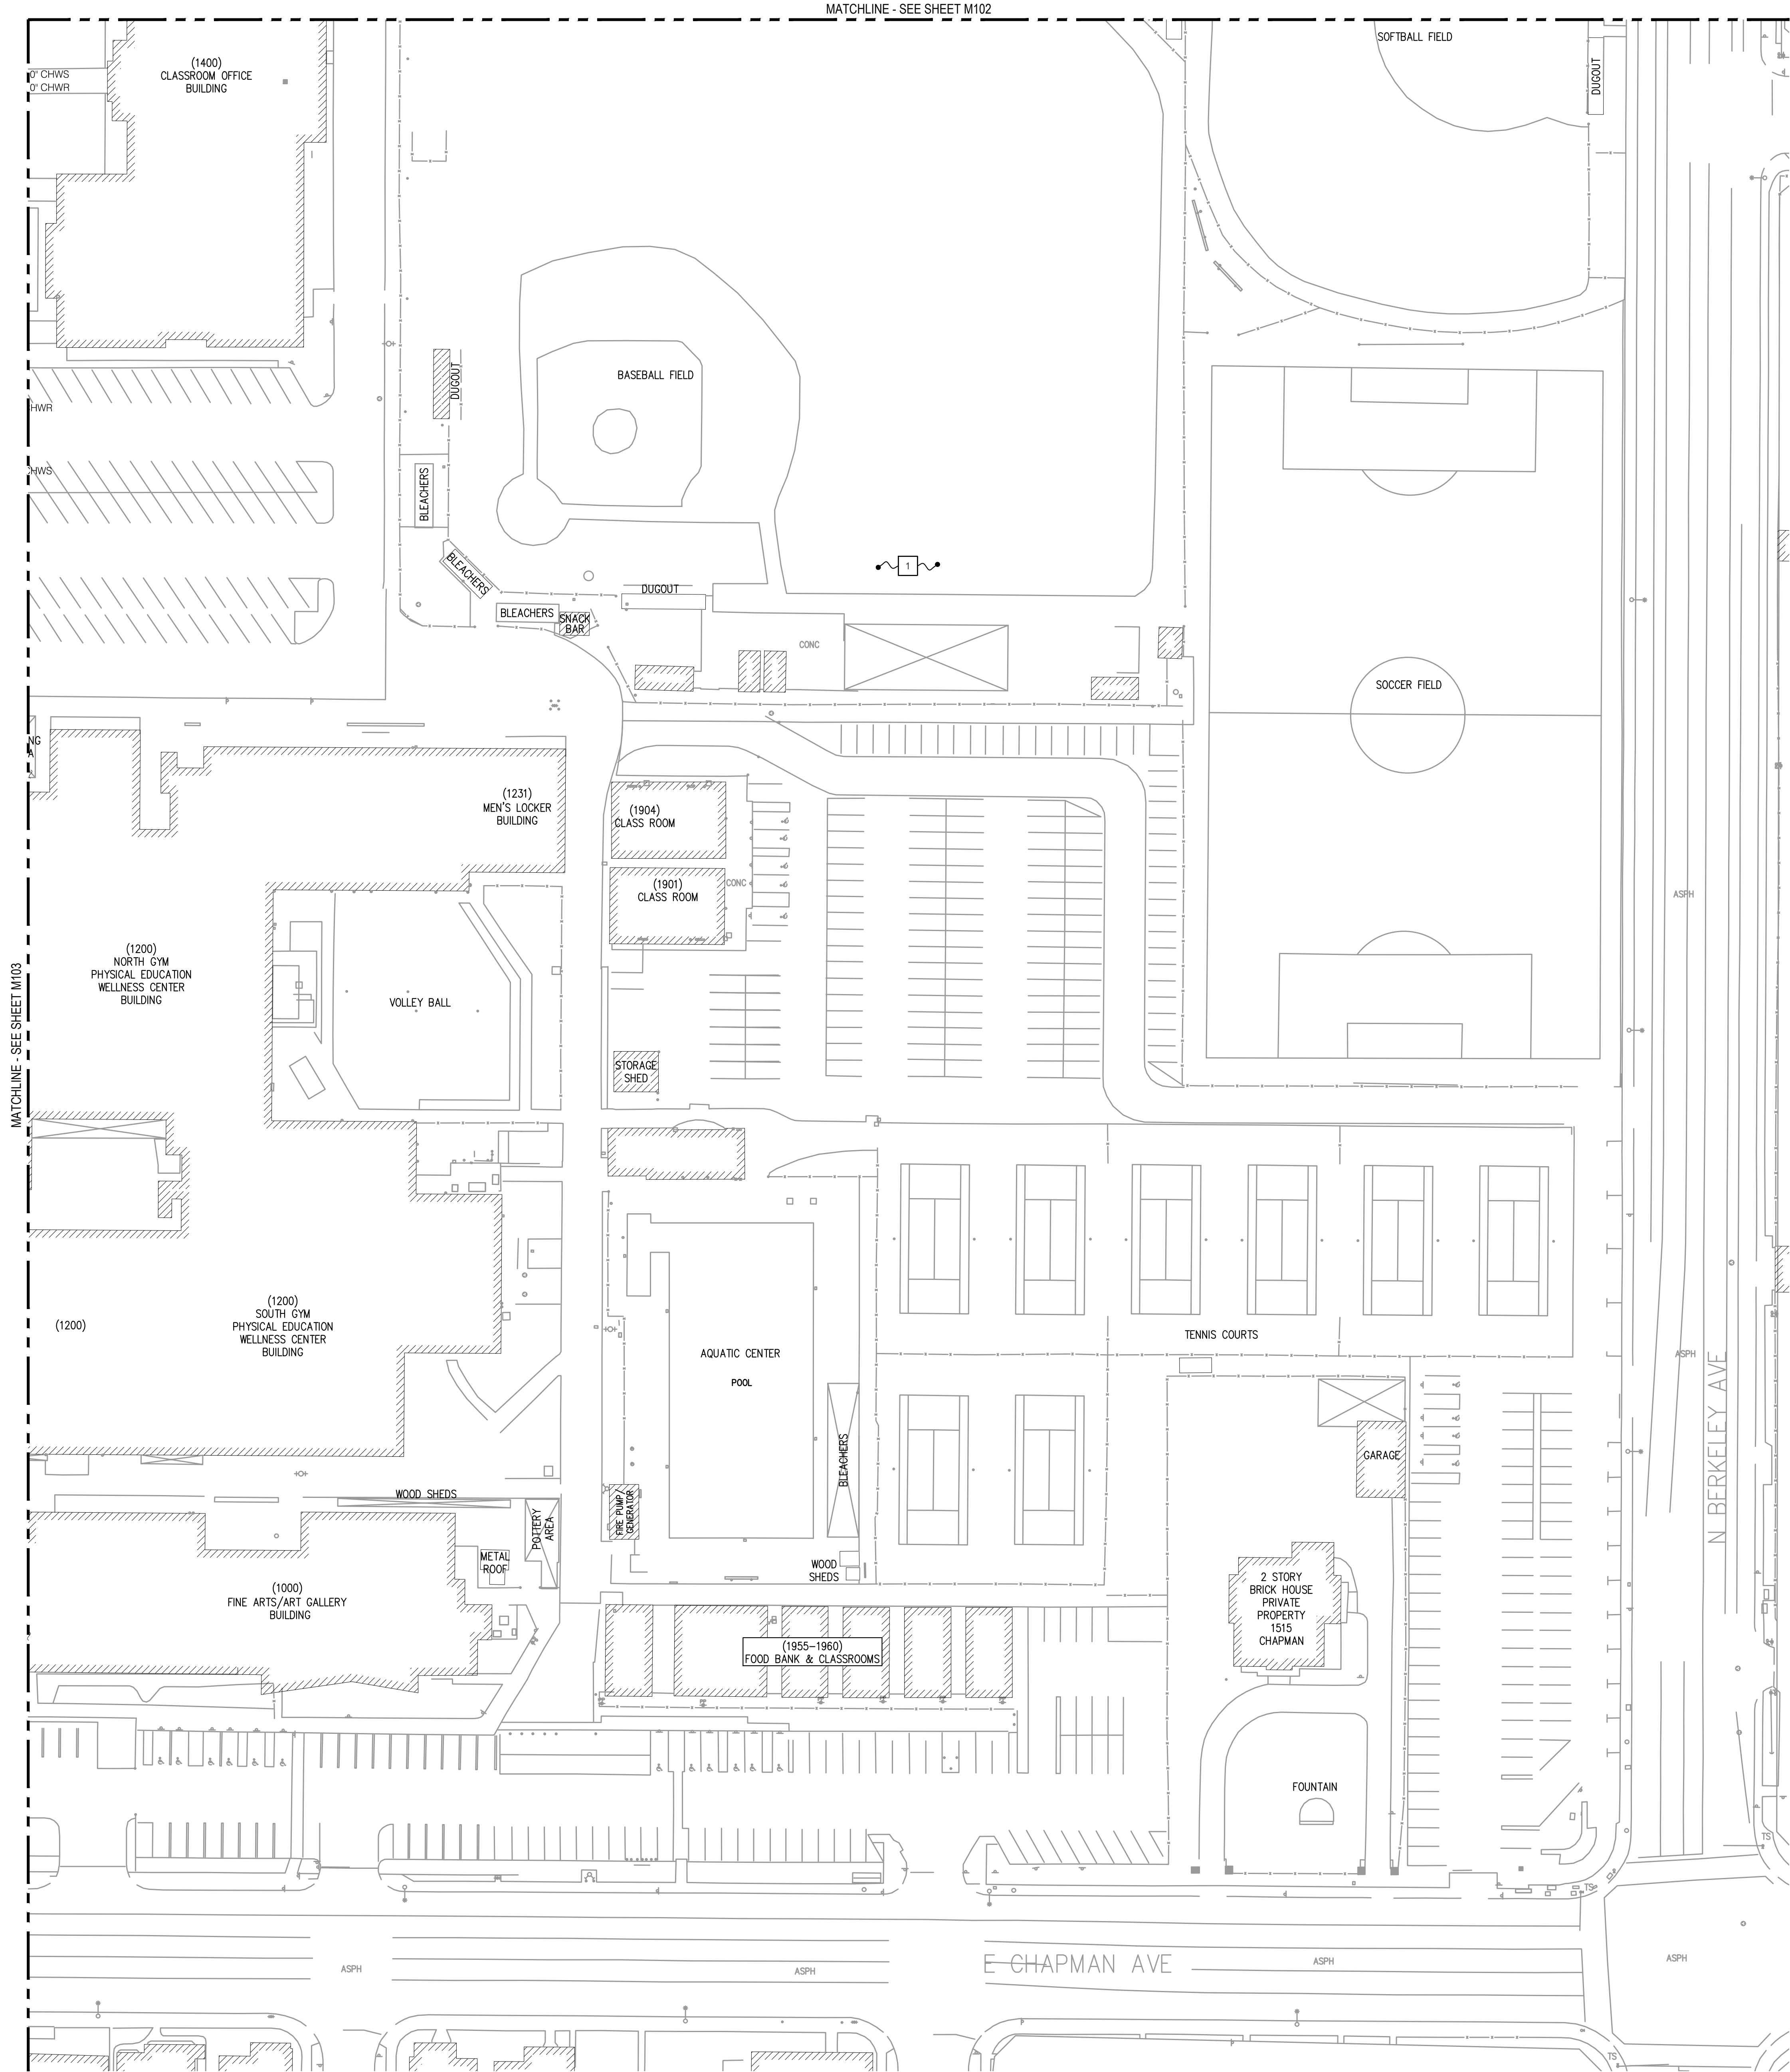 MATCHLINE - SEE SHEET M102
SOFTBALL FIELD
DUGOUT
(1400)
CLASSROOM OFFICE
BUILDING
0" CHWS
0" CHWR
BASEBALL FIELD
DUGOUT
HWR
HWS
BLEACHERS
BLEACHERS
BLEACHERS
SNACK
BAR
DUGOUT
1
CONC
SOCCER FIELD
NG
A
(1231)
MEN'S LOCKER
BUILDING
(1904)
CLASS ROOM
(1901)
CLASS ROOM
CONC
ASPH
(1200)
NORTH GYM
PHYSICAL EDUCATION
WELLNESS CENTER
BUILDING
VOLLEY BALL
MATCHLINE - SEE SHEET M103
STORAGE
SHED
(1200)
(1200)
SOUTH GYM
PHYSICAL EDUCATION
WELLNESS CENTER
BUILDING
AQUATIC CENTER
POOL
BLEACHERS
TENNIS COURTS
ASPH
N BERKELEY AVE
GARAGE
WOOD SHEDS
POTTERY
AREA
FIRE PUMP/
GENERATOR
METAL
ROOF
WOOD
SHEDS
(1000)
FINE ARTS/ART GALLERY
BUILDING
2 STORY
BRICK HOUSE
PRIVATE
PROPERTY
1515
CHAPMAN
(1955-1960)
FOOD BANK & CLASSROOMS
FOUNTAIN
TS
TS
E CHAPMAN AVE
ASPH
ASPH
ASPH
ASPH
TS